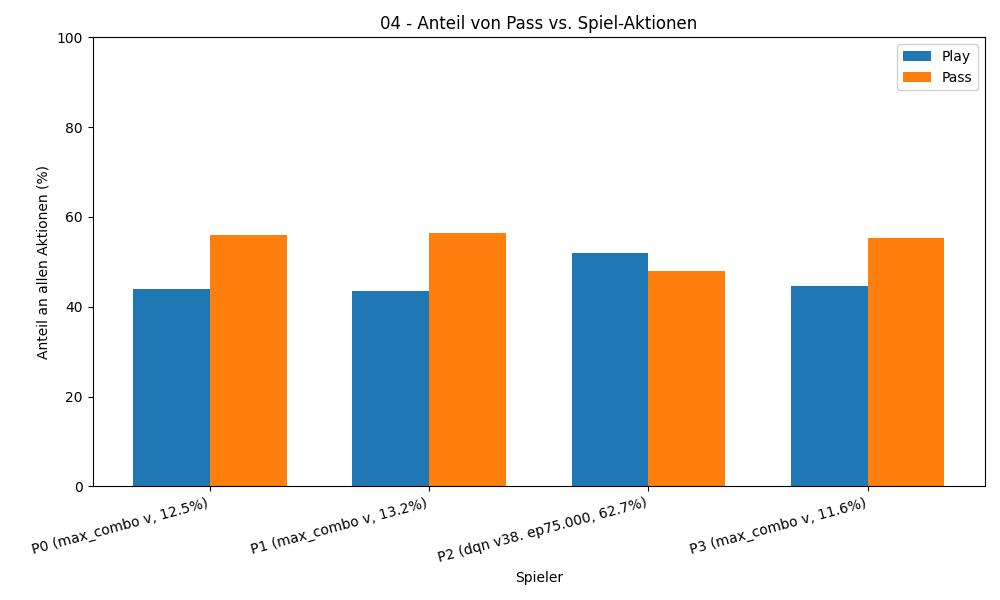 04 - Anteil von Pass vs. Spiel-Aktionen
Anteil an allen Aktionen (%)
100
80
60
40
20
0
Play
Pass
P0 (max_combo v, 12.5%)
P1 (max_combo v, 13.2%)
P2 (dqn v38. ep75.000, 62.7%)
P3 (max_combo v, 11.6%)
Spieler